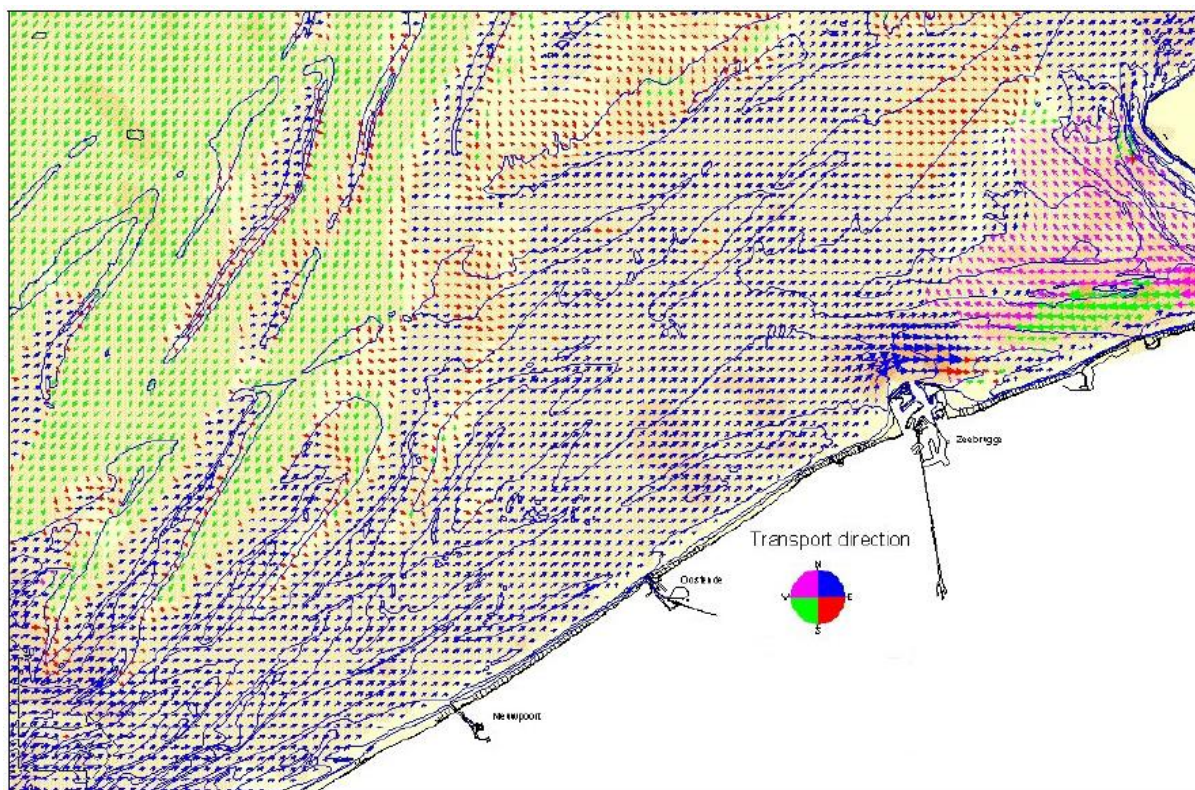 Zeebrugge
Transport direction
N
W E
S
Oostende
Nieuwpoort